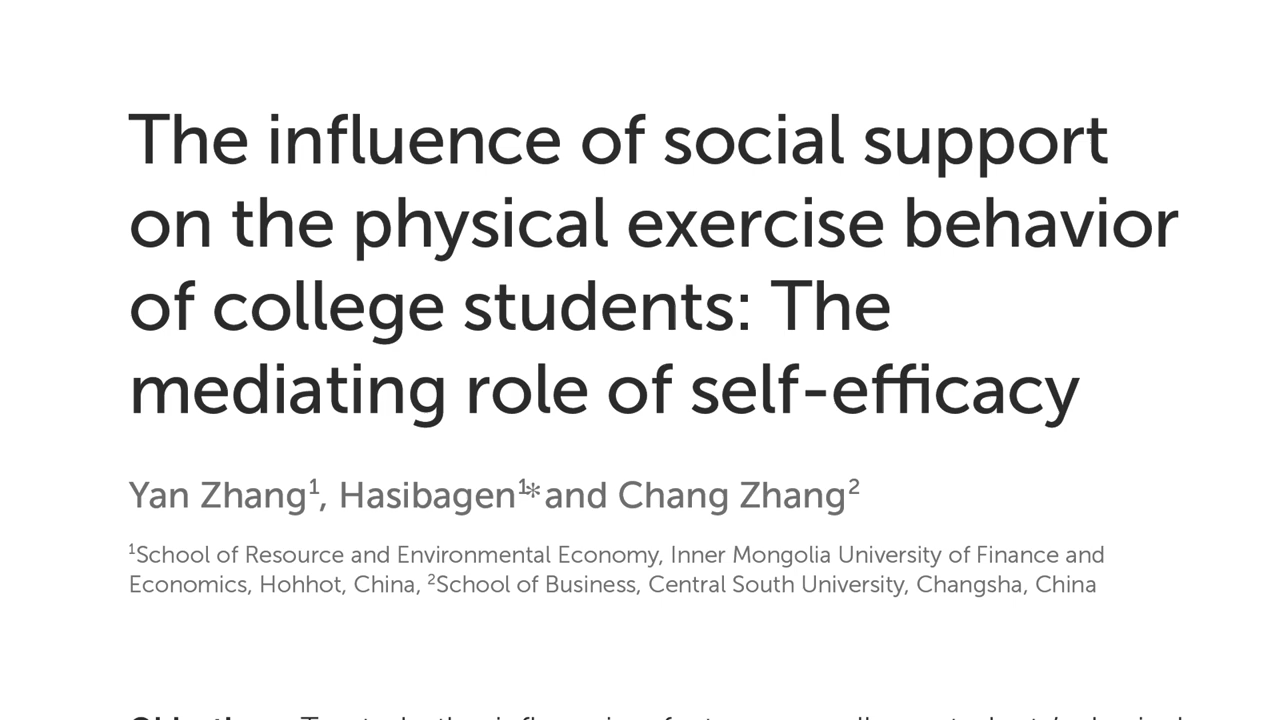 The influence of social support
on the physical exercise behavior
of college students: The
mediating role of self-efficacy
Yan Zhang¹, Hasibagen¹* and Chang Zhang²
¹School of Resource and Environmental Economy, Inner Mongolia University of Finance and
Economics, Hohhot, China, ²School of Business, Central South University, Changsha, China